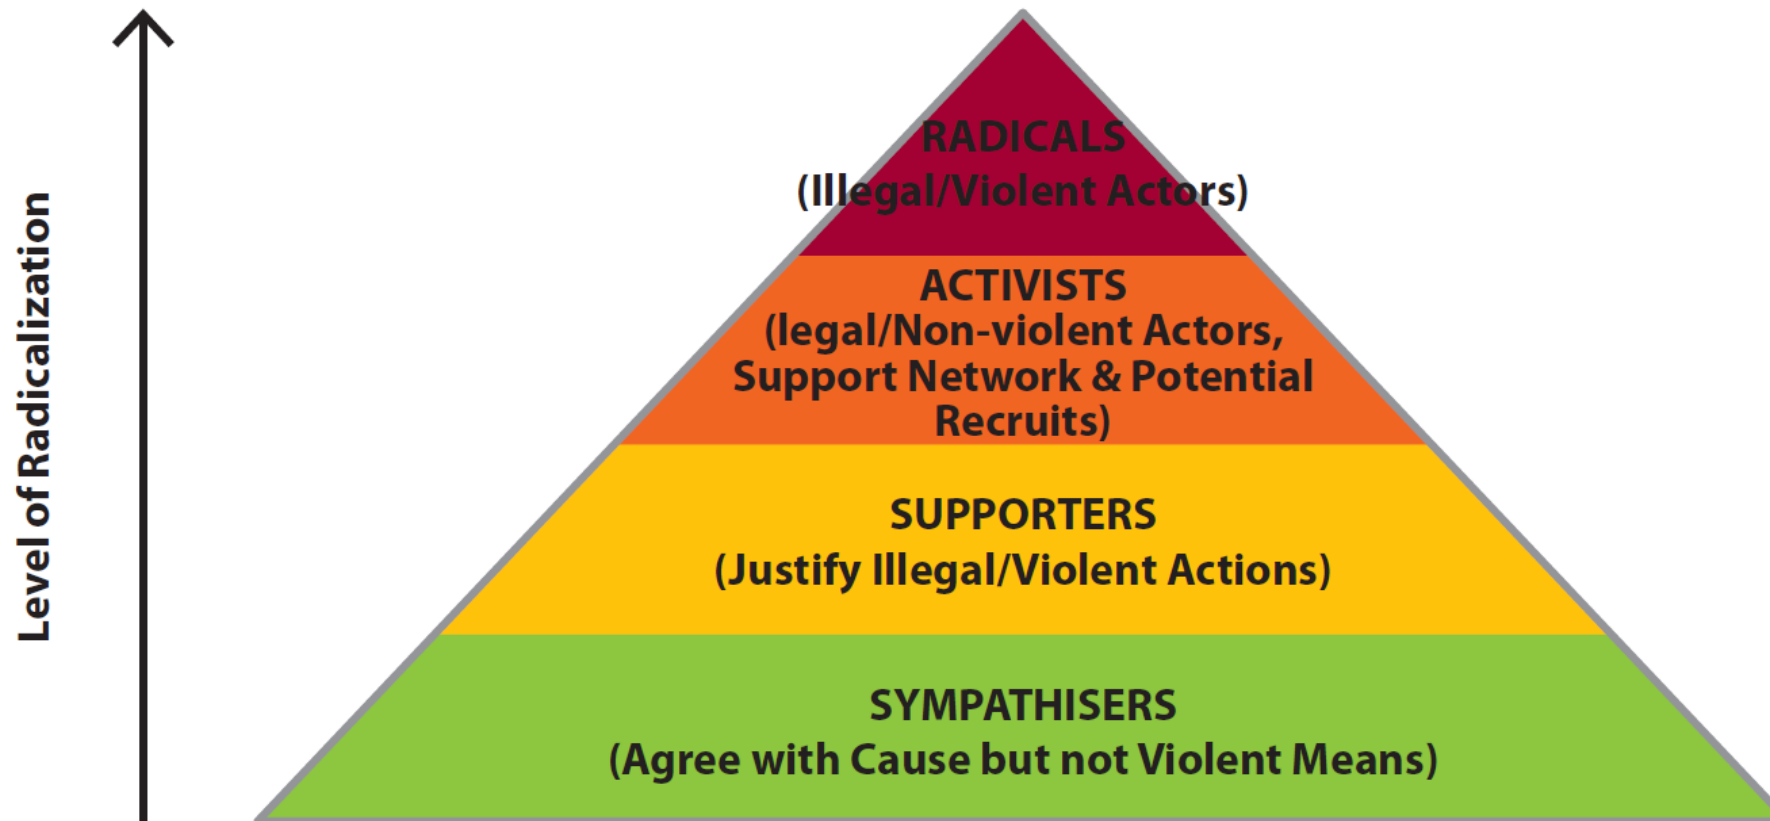 Level of Radicalization
RADICALS
(Illegal/Violent Actors)
ACTIVISTS
(legal/Non-violent Actors,
Support Network & Potential
Recruits)
SUPPORTERS
(Justify Illegal/Violent Actions)
SYMPATHISERS
(Agree with Cause but not Violent Means)